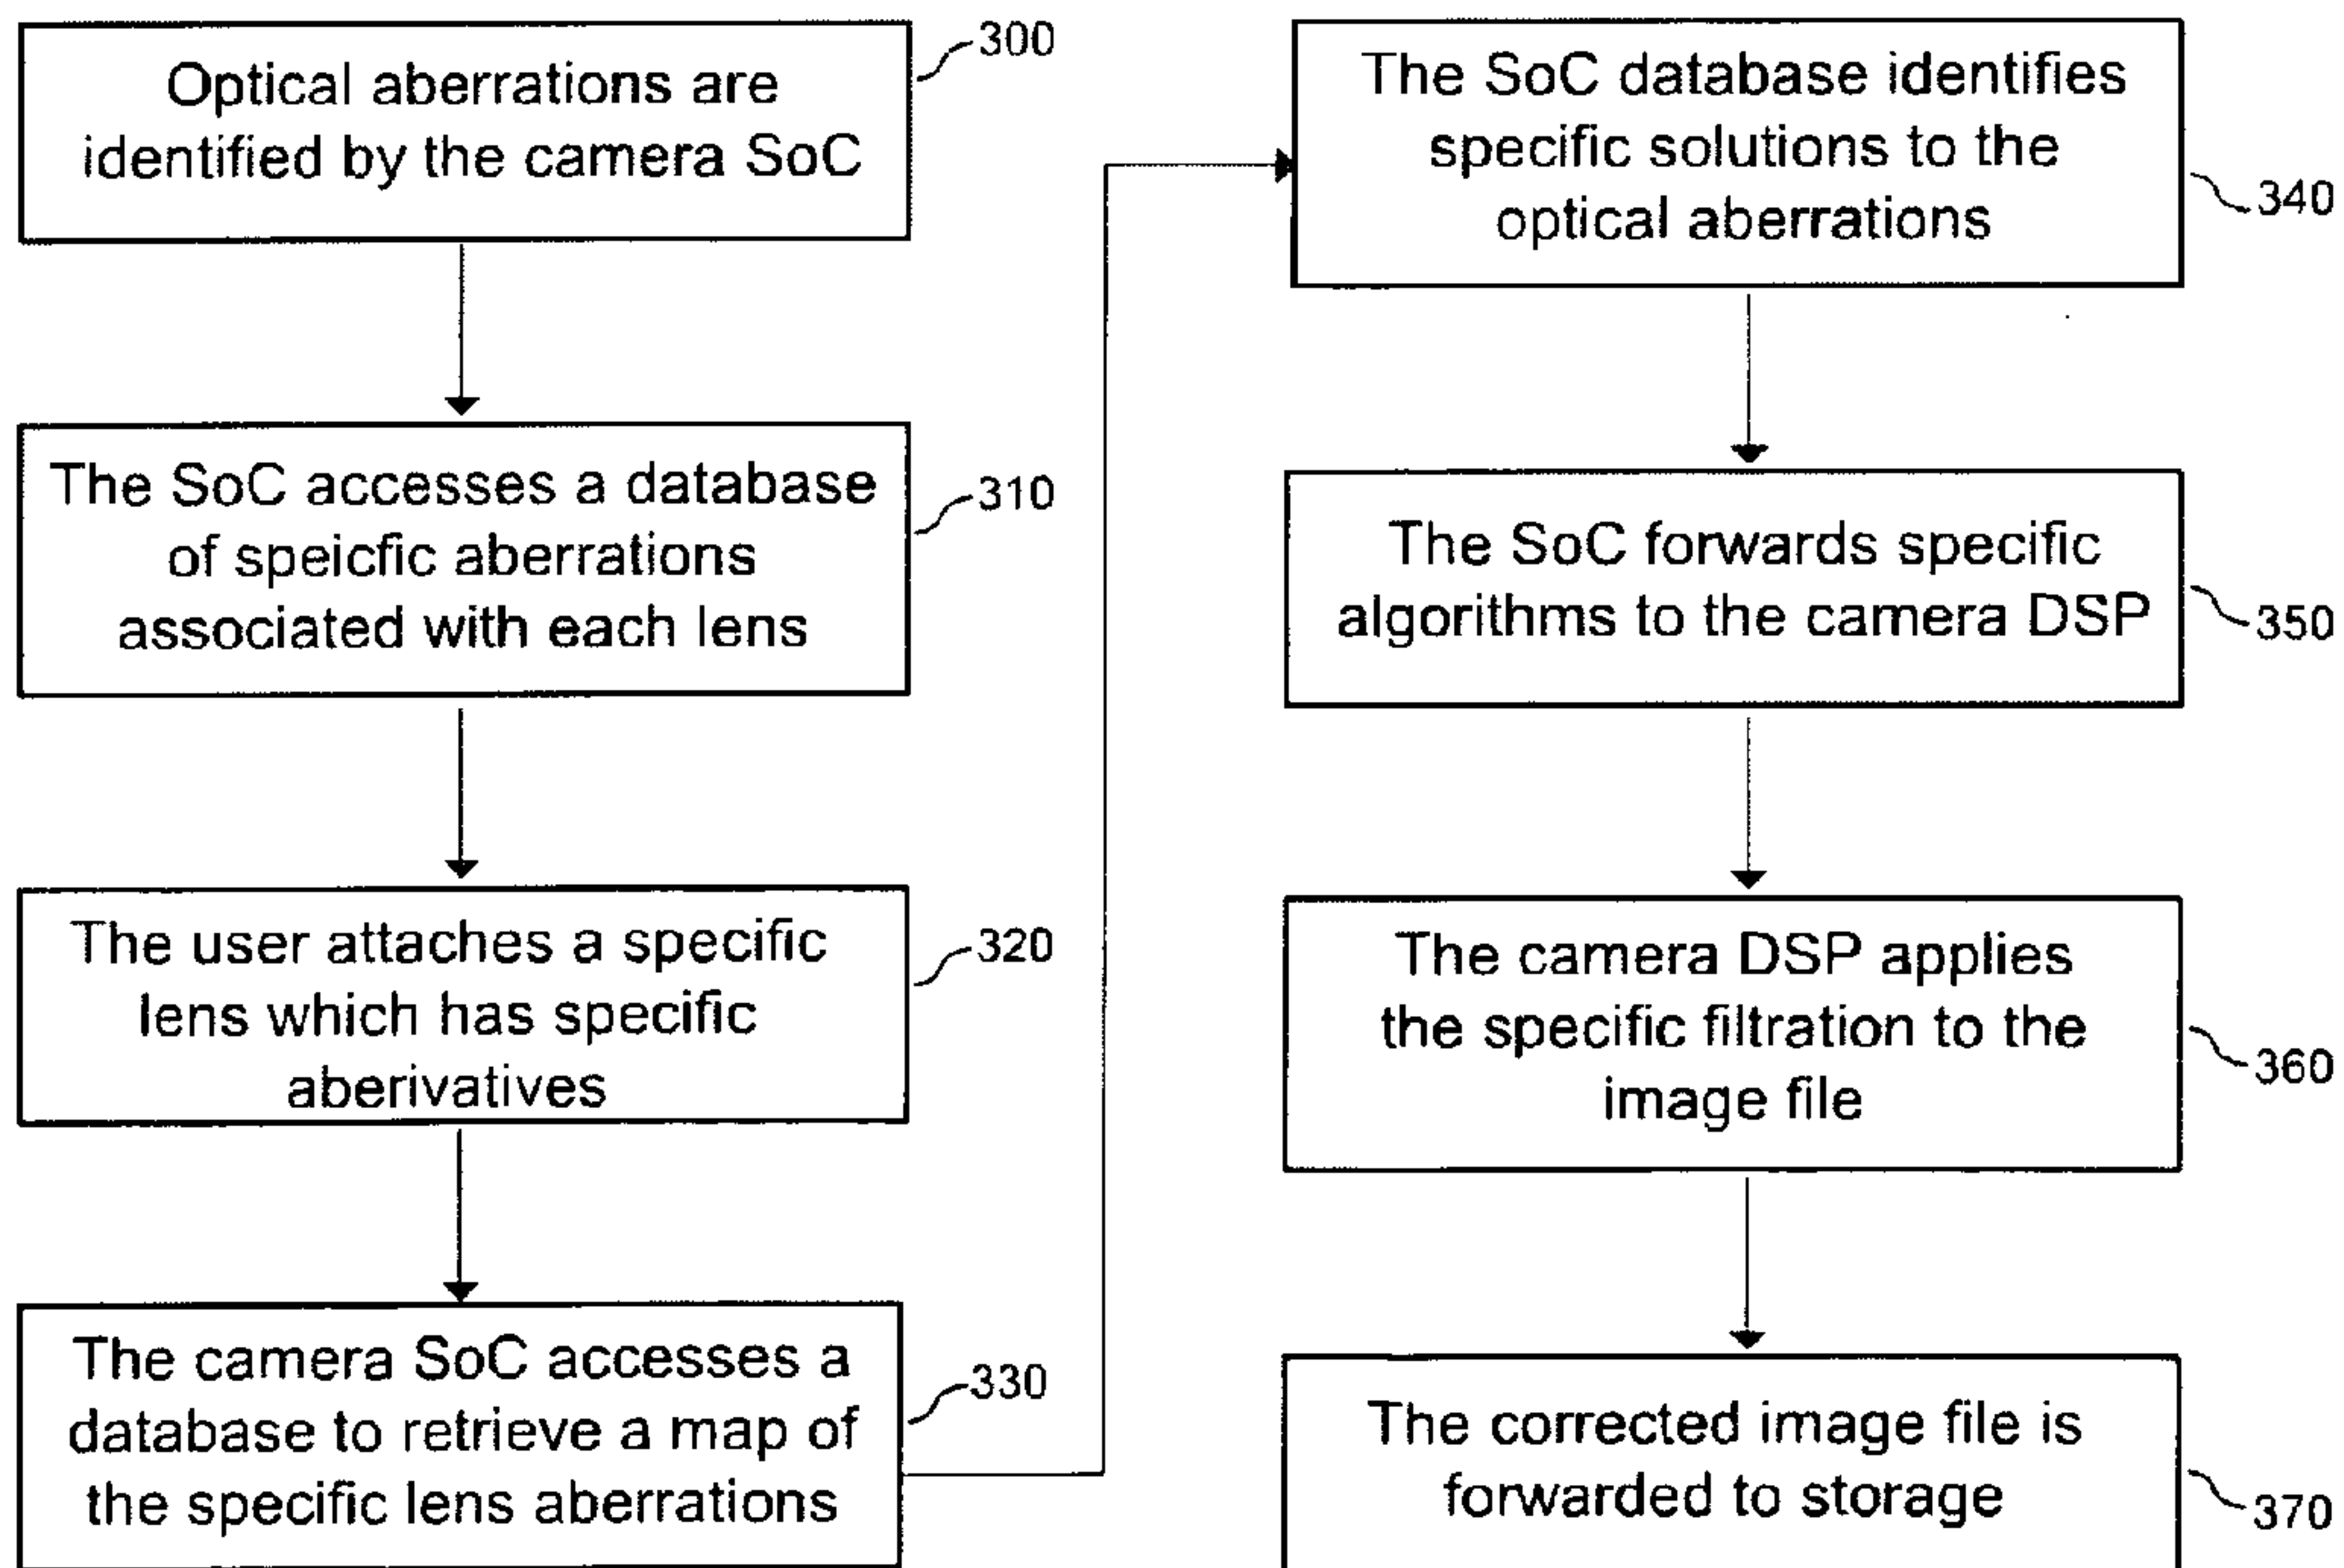 Optical aberrations are
identified by the camera SoC
300
The SoC accesses a database
of speicfic aberrations
associated with each lens
310
The user attaches a specific
lens which has specific
aberivatives
320
The camera SoC accesses a
database to retrieve a map of
the specific lens aberrations
330
The SoC database identifies
specific solutions to the
optical aberrations
340
The SoC forwards specific
algorithms to the camera DSP
350
The camera DSP applies
the specific filtration to the
image file
360
The corrected image file is
forwarded to storage
370